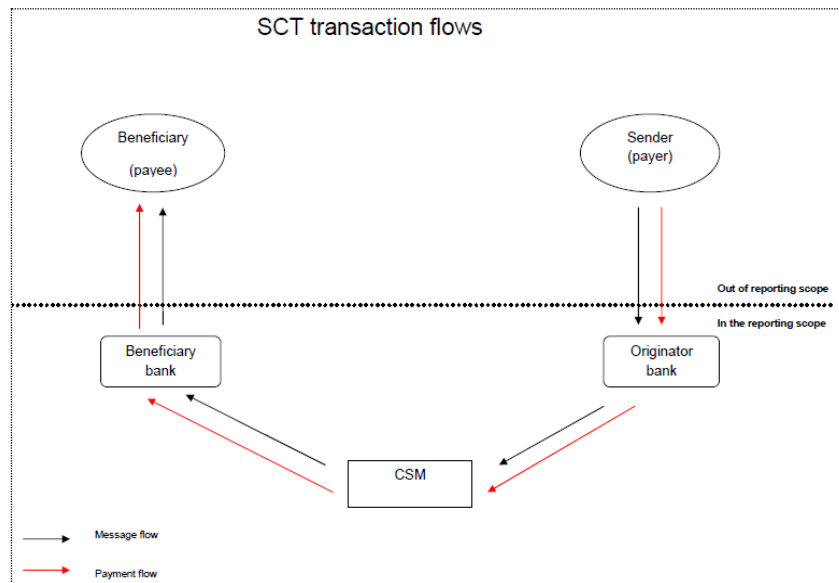 SCT transaction flows
Beneficiary
(payee)
Sender
(payer)
Out of reporting scope
In the reporting scope
Beneficiary
bank
Originator
bank
CSM
Message flow
Payment flow